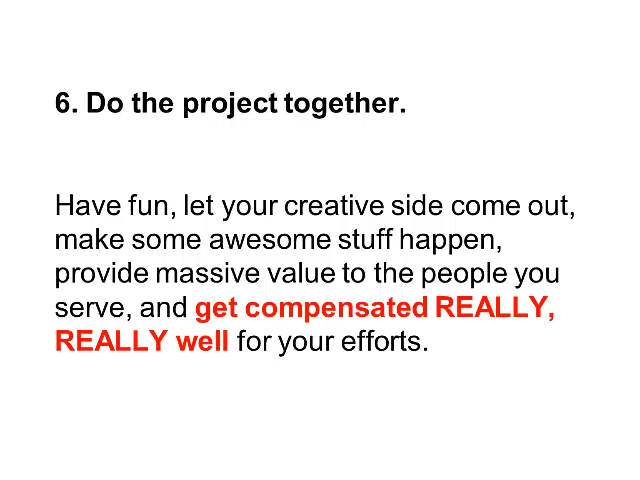 6. Do the project together.
Have fun, let your creative side come out,
make some awesome stuff happen,
provide massive value to the people you
serve, and get compensated REALLY,
REALLY well for your efforts.